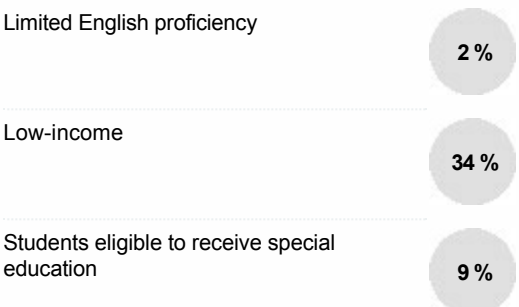 Limited English proficiency
2 %
Low-income
34 %
Students eligible to receive special
education
9 %